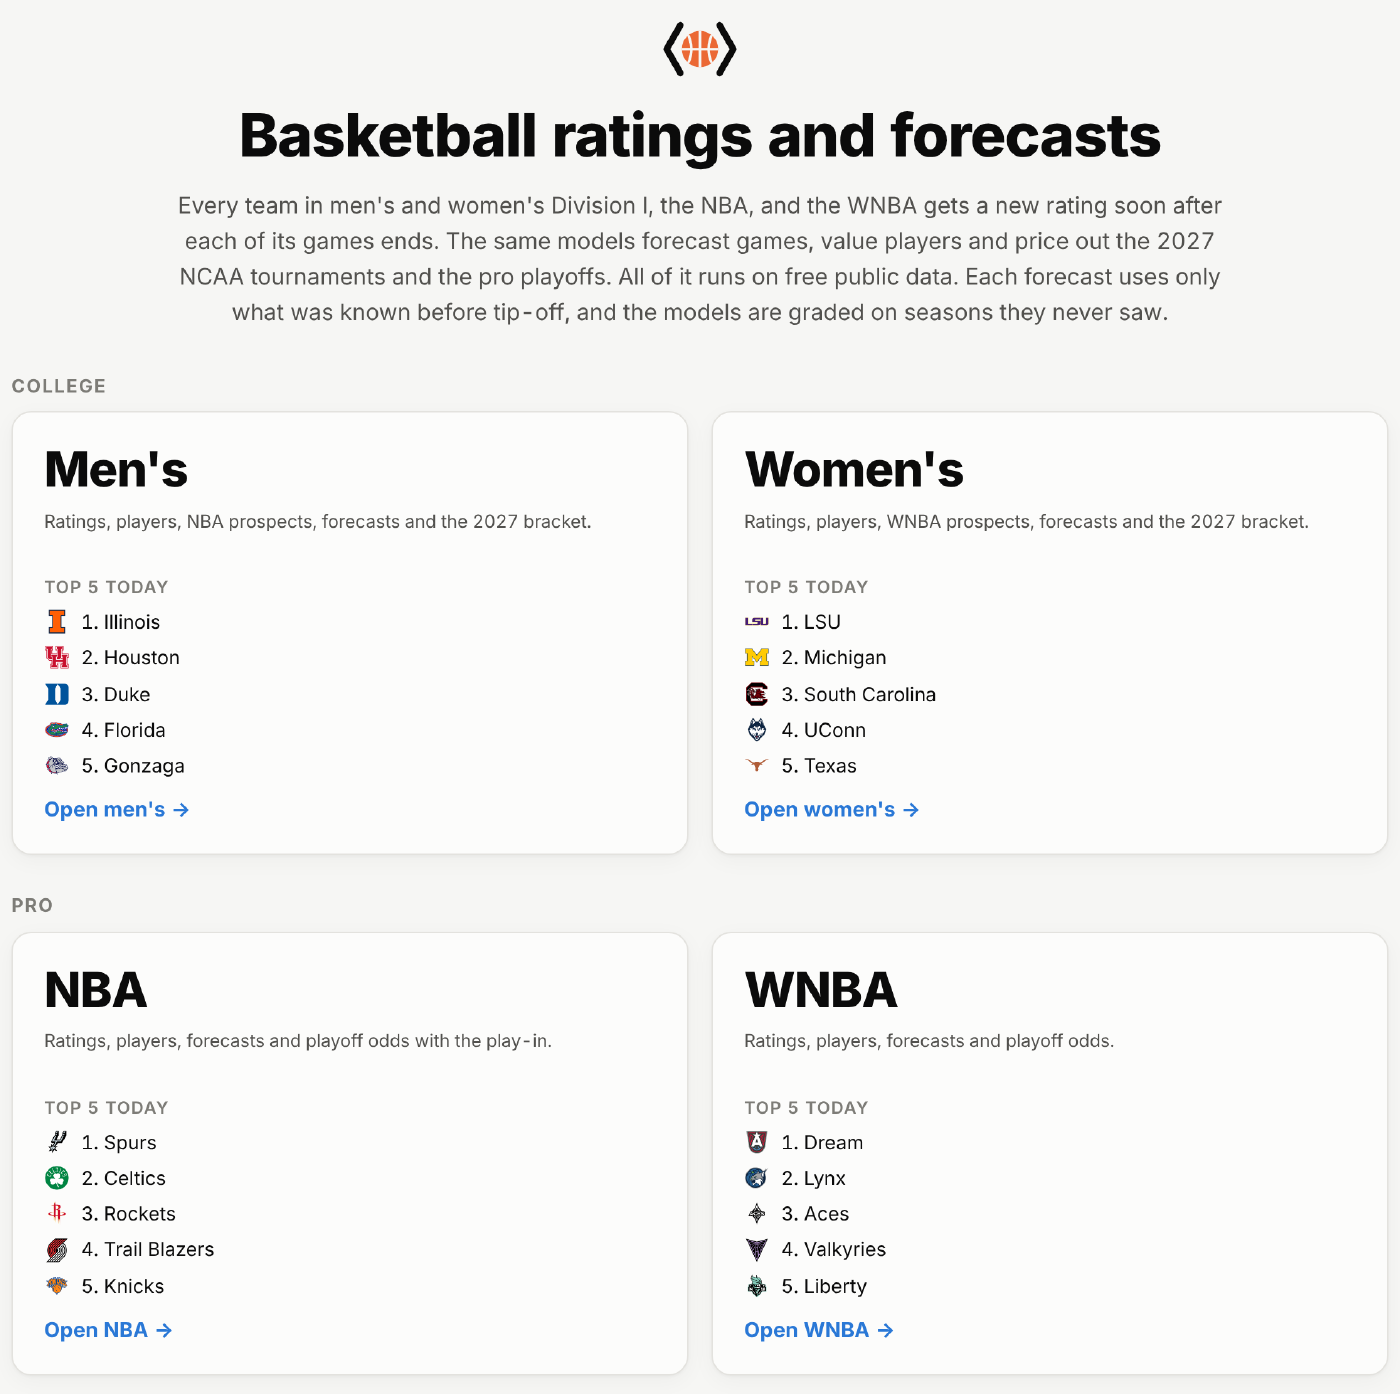 Basketball ratings and forecasts
Every team in men's and women's Division I, the NBA, and the WNBA gets a new rating soon after
each of its games ends. The same models forecast games, value players and price out the 2027
NCAA tournaments and the pro playoffs. All of it runs on free public data. Each forecast uses only
what was known before tip-off, and the models are graded on seasons they never saw.
COLLEGE
Men's
Ratings, players, NBA prospects, forecasts and the 2027 bracket.
TOP 5 TODAY
1. Illinois
2. Houston
3. Duke
4. Florida
5. Gonzaga
Open men's →
Women's
Ratings, players, WNBA prospects, forecasts and the 2027 bracket.
TOP 5 TODAY
LSU 1. LSU
2. Michigan
3. South Carolina
4. UConn
5. Texas
Open women's →
PRO
NBA
Ratings, players, forecasts and playoff odds with the play-in.
TOP 5 TODAY
1. Spurs
2. Celtics
3. Rockets
4. Trail Blazers
5. Knicks
Open NBA →
WNBA
Ratings, players, forecasts and playoff odds.
TOP 5 TODAY
1. Dream
2. Lynx
3. Aces
4. Valkyries
5. Liberty
Open WNBA →